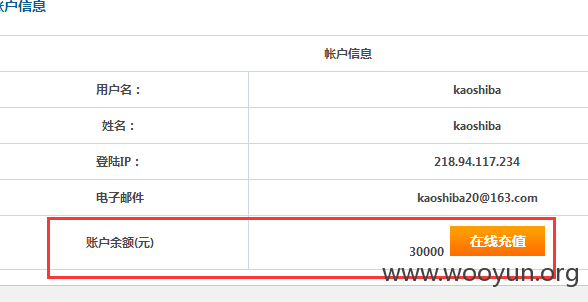 账户信息
帐户信息
用户名： kaoshiba
姓名： kaoshiba
登陆IP： 218.94.117.234
电子邮件 kaoshiba20@163.com
账户余额(元) 30000 在线充值
www.wooyun.org